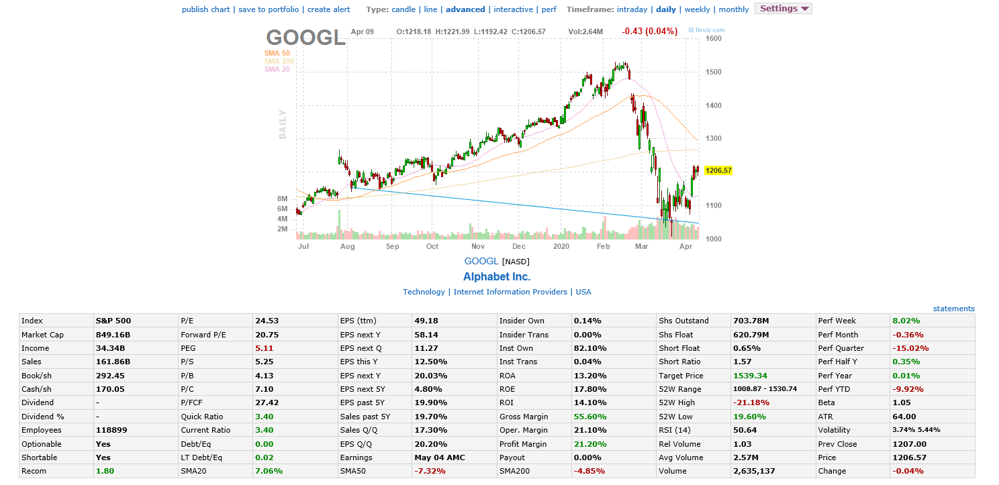 publish chart | save to portfolio | create alert Type: candle | line | advanced | interactive | perf Timeframe: intraday | daily | weekly | monthly Settings
GOOGL Apr 09 O:1218.18 H:1221.99 L:1192.42 C:1206.57 Vol:2.64M -0.43 (0.04%) © finviz.com
SMA 50
SMA 200
SMA 20
DAILY
1600
1500
1400
1300
1206.57
1100
1000
8M
6M
4M
2M
Jul Aug Sep Oct Nov Dec 2020 Feb Mar Apr
GOOGL [NASD]
Alphabet Inc.
Technology | Internet Information Providers | USA
statements
Index S&P 500 P/E 24.53 EPS (ttm) 49.18 Insider Own 0.14% Shs Outstand 703.78M Perf Week 8.02%
Market Cap 849.16B Forward P/E 20.75 EPS next Y 58.14 Insider Trans 0.00% Shs Float 620.79M Perf Month -0.36%
Income 34.34B PEG 5.11 EPS next Q 11.27 Inst Own 82.10% Short Float 0.65% Perf Quarter -15.02%
Sales 161.86B P/S 5.25 EPS this Y 12.50% Inst Trans 0.04% Short Ratio 1.57 Perf Half Y 0.35%
Book/sh 292.45 P/B 4.13 EPS next Y 20.03% ROA 13.20% Target Price 1539.34 Perf Year 0.01%
Cash/sh 170.05 P/C 7.10 EPS next 5Y 4.80% ROE 17.80% 52W Range 1008.87 - 1530.74 Perf YTD -9.92%
Dividend - P/FCF 27.42 EPS past 5Y 19.90% ROI 14.10% 52W High -21.18% Beta 1.05
Dividend % - Quick Ratio 3.40 Sales past 5Y 19.70% Gross Margin 55.60% 52W Low 19.60% ATR 64.00
Employees 118899 Current Ratio 3.40 Sales Q/Q 17.30% Oper. Margin 21.10% RSI (14) 50.64 Volatility 3.74% 5.44%
Optionable Yes Debt/Eq 0.00 EPS Q/Q 20.20% Profit Margin 21.20% Rel Volume 1.03 Prev Close 1207.00
Shortable Yes LT Debt/Eq 0.02 Earnings May 04 AMC Payout 0.00% Avg Volume 2.57M Price 1206.57
Recom 1.80 SMA20 7.06% SMA50 -7.32% SMA200 -4.85% Volume 2,635,137 Change -0.04%